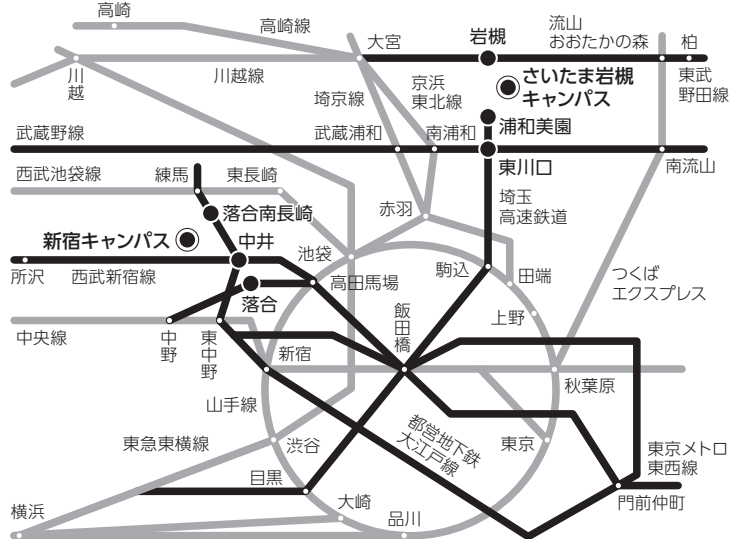 高崎
高崎線
大宮
岩槻
流山
おおたかの森
柏
川越
川越線
埼京線
京浜
東北線
さいたま岩槻
キャンパス
東武
野田線
浦和美園
武蔵野線
武蔵浦和
南浦和
東川口
南流山
西武池袋線
練馬
東長崎
赤羽
埼玉
高速鉄道
落合南長崎
新宿キャンパス
中井
池袋
駒込
田端
所沢
西武新宿線
高田馬場
つくば
エクスプレス
落合
飯田橋
上野
中央線
中野
東中野
新宿
秋葉原
山手線
都営地下鉄
大江戸線
東急東横線
渋谷
東京
東京メトロ
東西線
目黒
門前仲町
横浜
大崎
品川